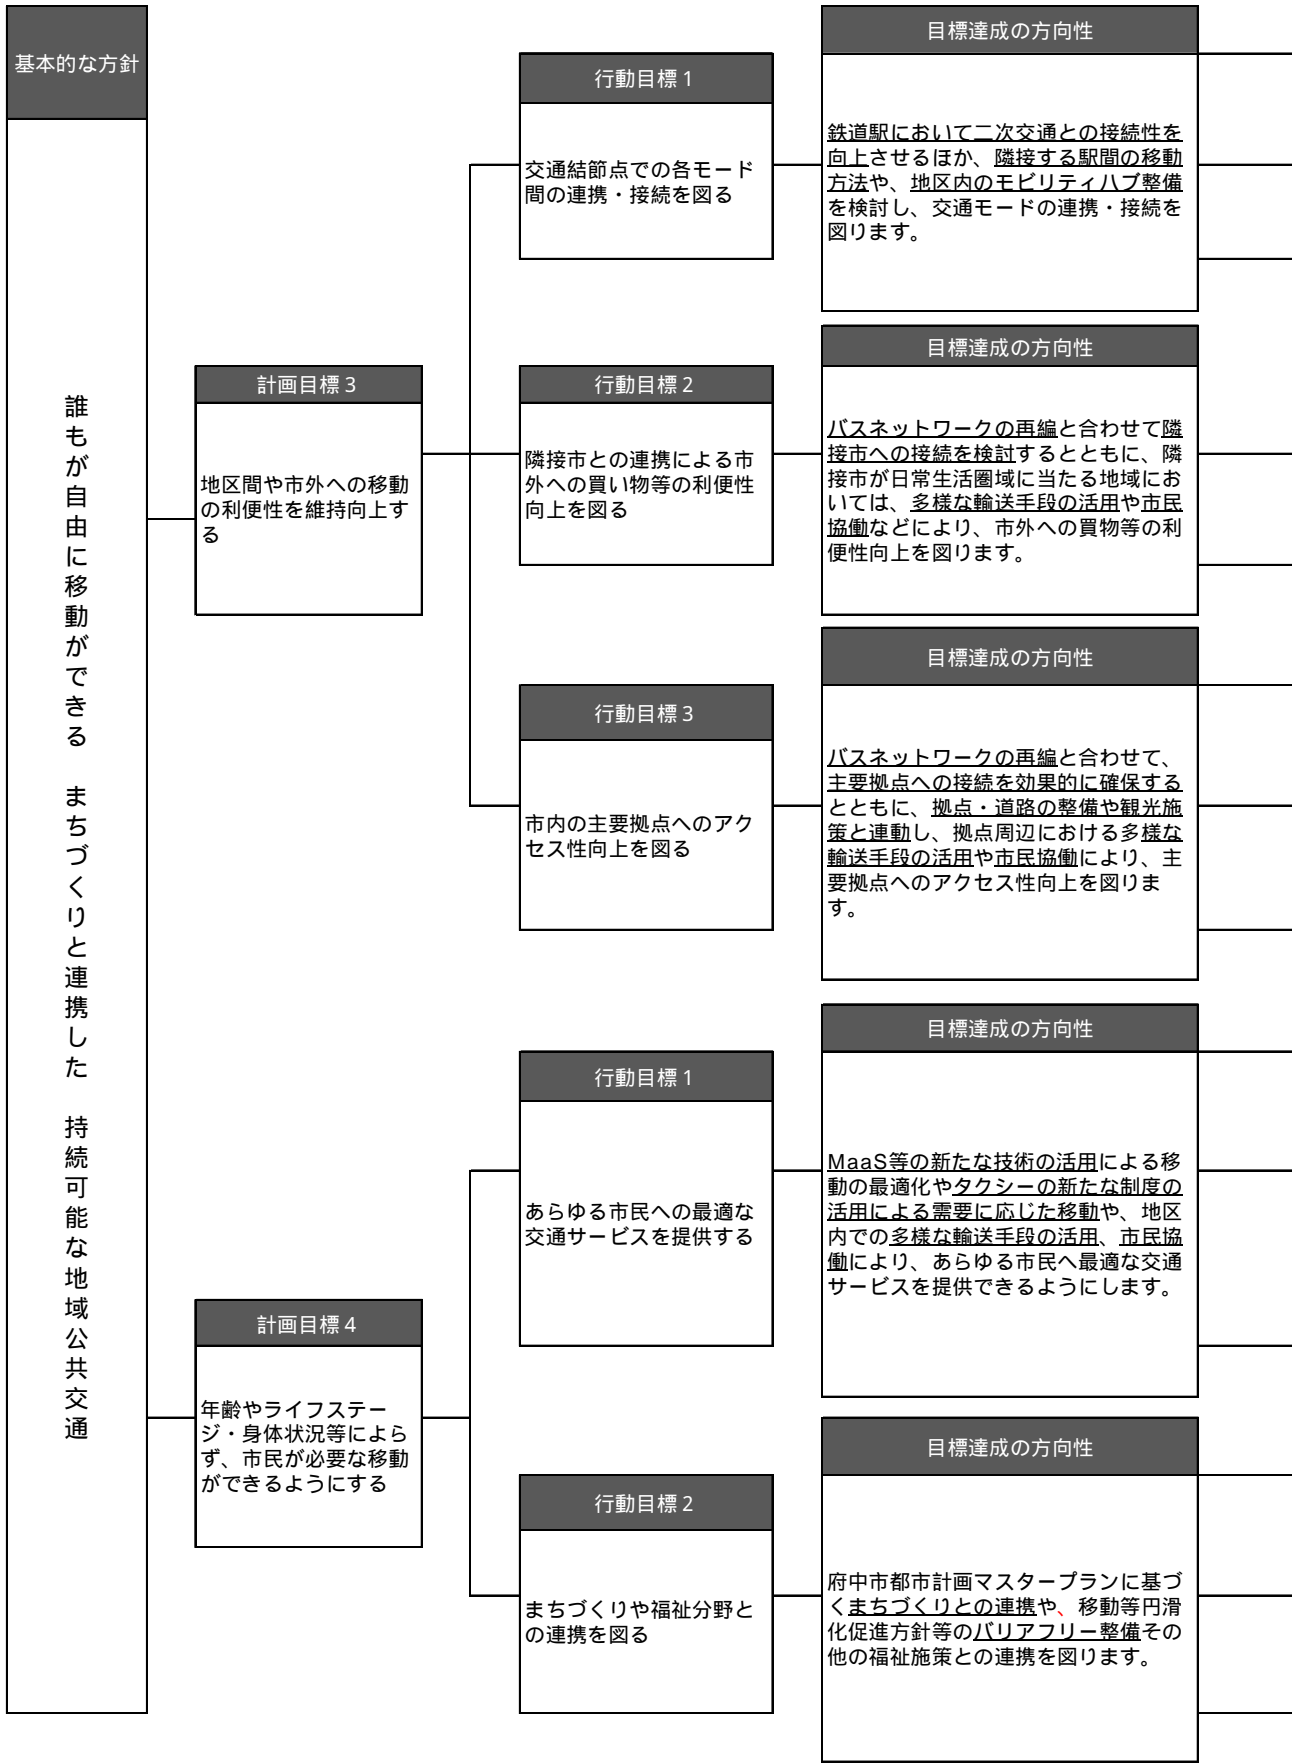 基本的な方針
誰もが自由に移動ができる　まちづくりと連携した　持続可能な地域公共交通
計画目標３
地区間や市外への移動
の利便性を維持向上す
る
行動目標１
交通結節点での各モード
間の連携・接続を図る
目標達成の方向性
鉄道駅において二次交通との接続性を
向上させるほか、隣接する駅間の移動
方法や、地区内のモビリティハブ整備
を検討し、交通モードの連携・接続を
図ります。
行動目標２
隣接市との連携による市
外への買い物等の利便性
向上を図る
目標達成の方向性
バスネットワークの再編と合わせて隣
接市への接続を検討するとともに、隣
接市が日常生活圏域に当たる地域にお
いては、多様な輸送手段の活用や市民
協働などにより、市外への買物等の利
便性向上を図ります。
行動目標３
市内の主要拠点へのアク
セス性向上を図る
目標達成の方向性
バスネットワークの再編と合わせて、
主要拠点への接続を効果的に確保する
とともに、拠点・道路の整備や観光施
策と連動し、拠点周辺における多様な
輸送手段の活用や市民協働により、主
要拠点へのアクセス性向上を図りま
す。
計画目標４
年齢やライフステー
ジ・身体状況等によら
ず、市民が必要な移動
ができるようにする
行動目標１
あらゆる市民への最適な
交通サービスを提供する
目標達成の方向性
MaaS等の新たな技術の活用による移
動の最適化やタクシーの新たな制度の
活用による需要に応じた移動や、地区
内での多様な輸送手段の活用、市民協
働により、あらゆる市民へ最適な交通
サービスを提供できるようにします。
行動目標２
まちづくりや福祉分野と
の連携を図る
目標達成の方向性
府中市都市計画マスタープランに基づ
くまちづくりとの連携や、移動等円滑
化促進方針等のバリアフリー整備その
他の福祉施策との連携を図ります。